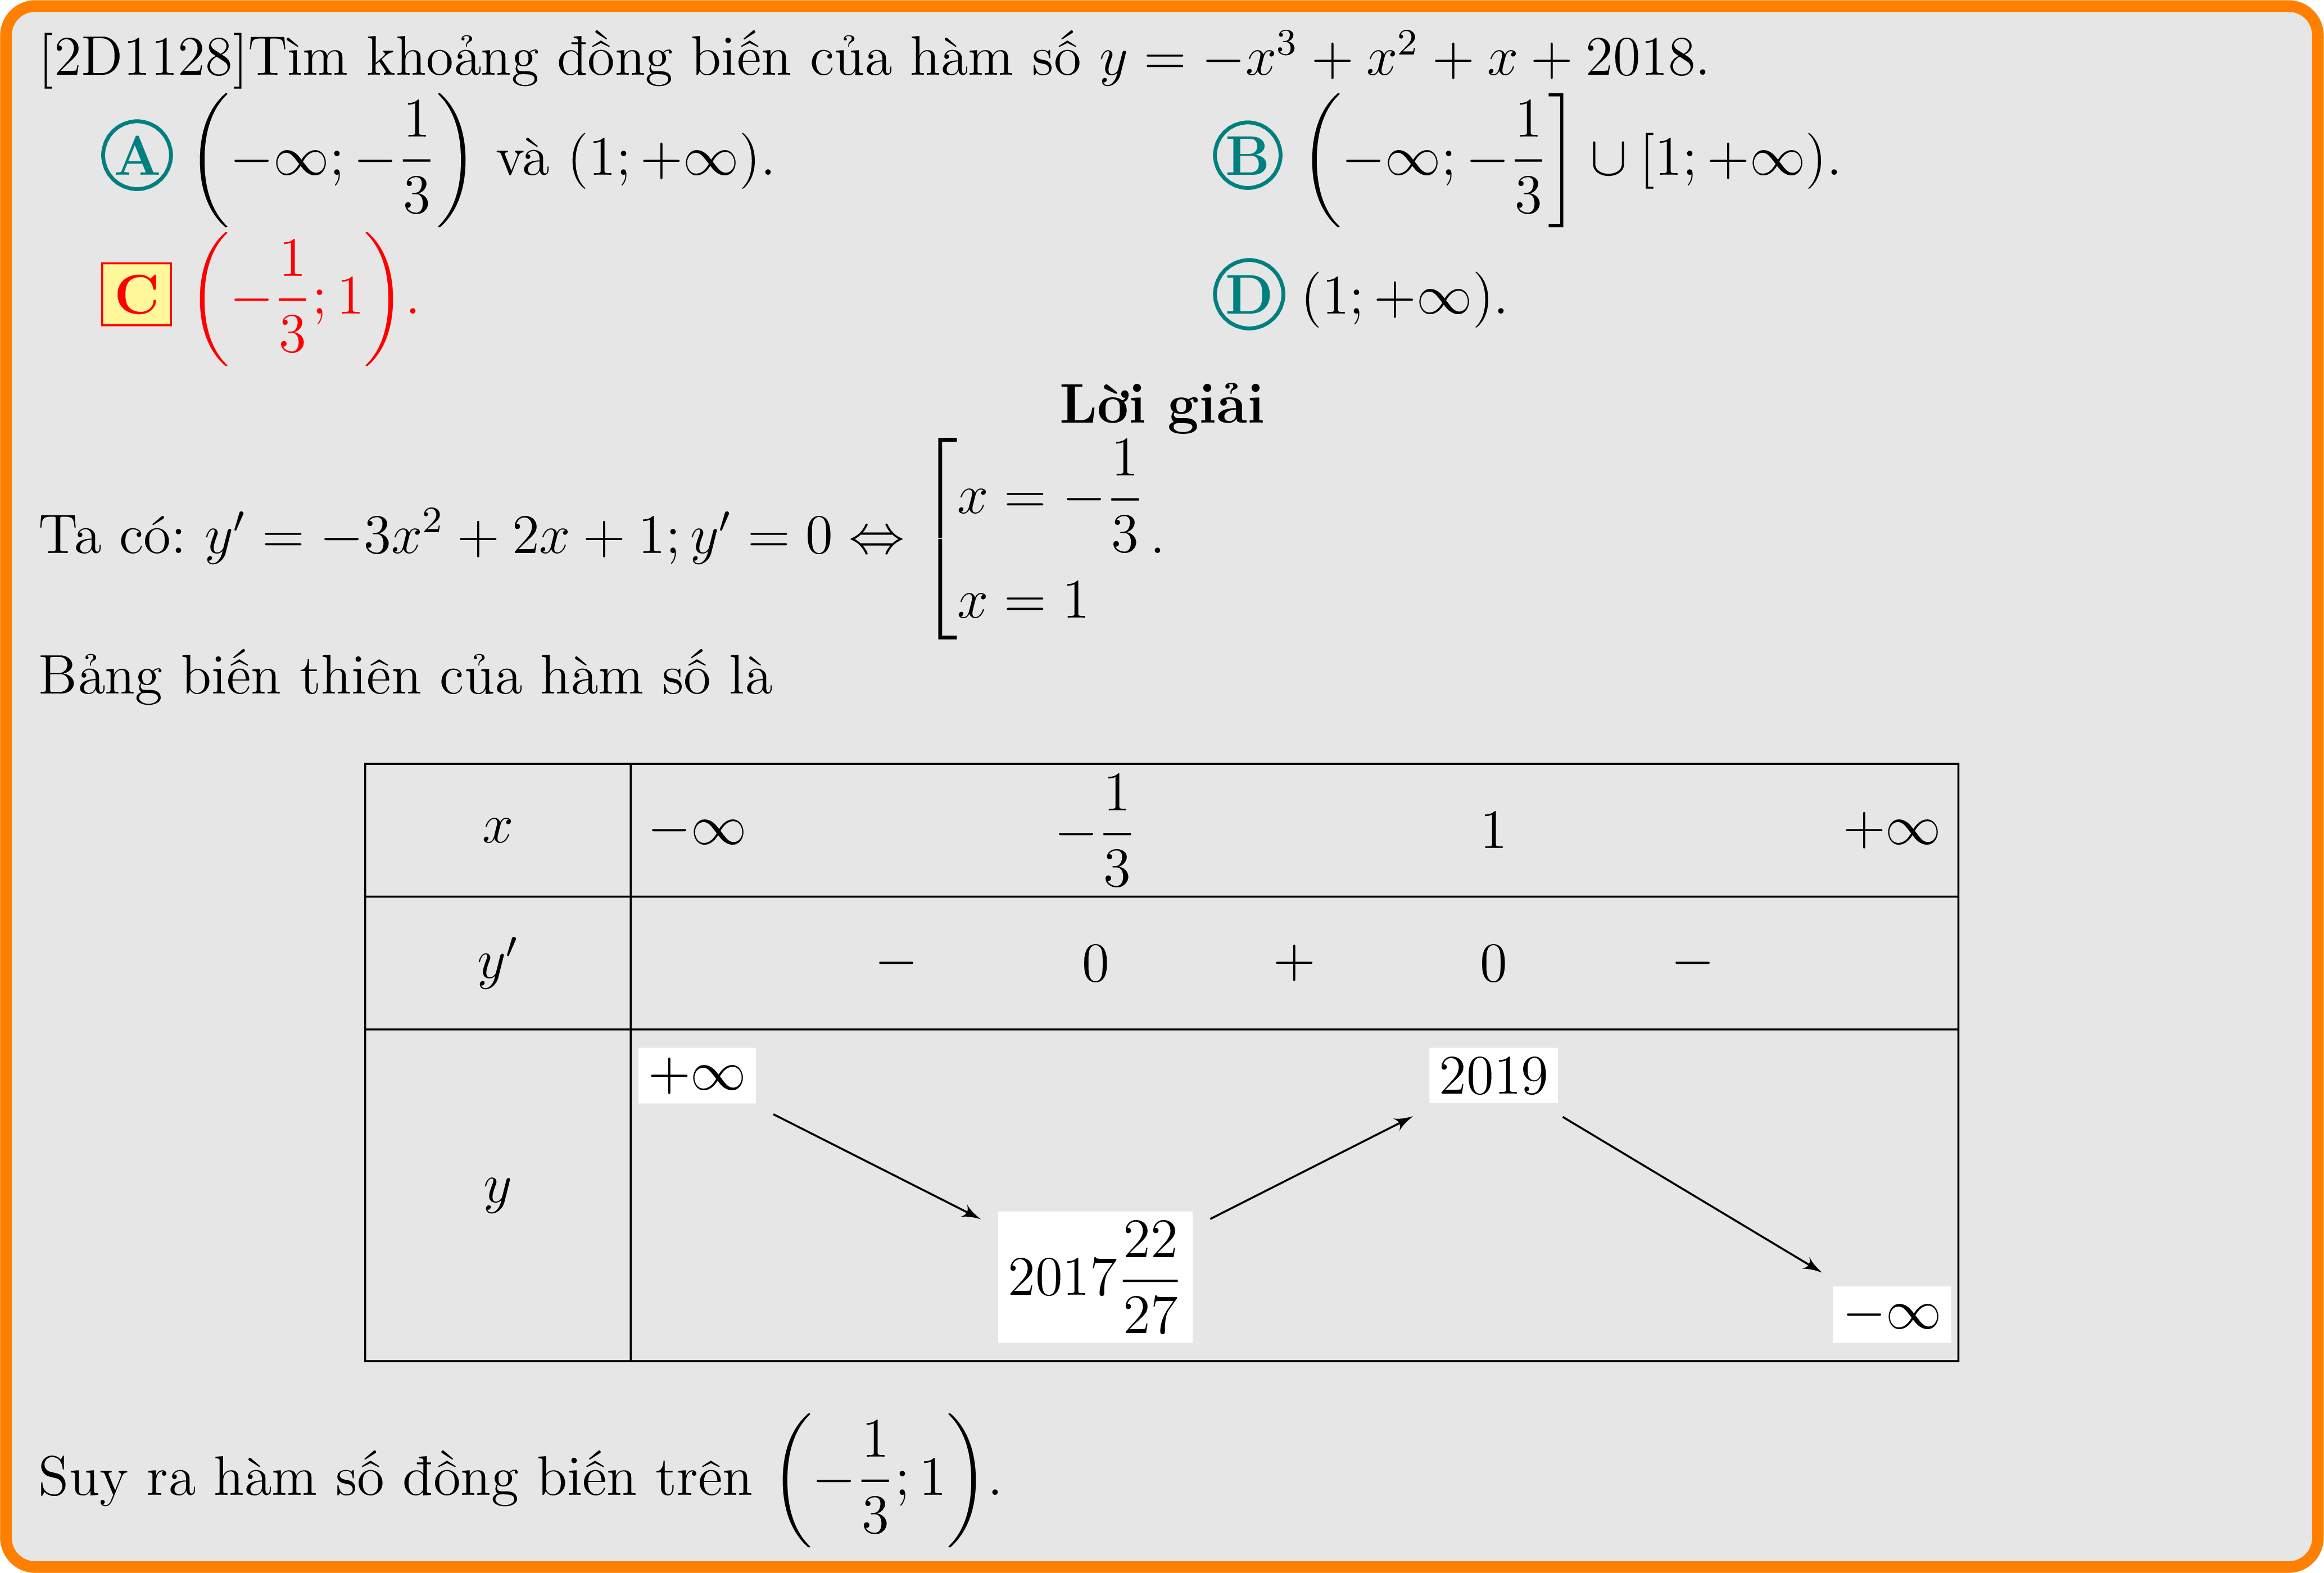 [2D1128]Tìm khoảng đồng biến của hàm số $y = -x^3 + x^2 + x + 2018$.
A $\left(-\infty; -\frac{1}{3}\right)$ và $(1; +\infty)$. B $\left(-\infty; -\frac{1}{3}\right] \cup [1; +\infty)$.
C $\left(-\frac{1}{3}; 1\right)$. D $(1; +\infty)$.
Lời giải
Ta có: $y' = -3x^2 + 2x + 1; y' = 0 \Leftrightarrow \left[\begin{array}{l} x = -\frac{1}{3} \\ x = 1 \end{array}\right.$.
Bảng biến thiên của hàm số là
$x$ $-\infty$ $-\frac{1}{3}$ $1$ $+\infty$
$y'$ $-$ $0$ $+$ $0$ $-$
$y$ $+\infty$ $2017\frac{22}{27}$ $2019$ $-\infty$
Suy ra hàm số đồng biến trên $\left(-\frac{1}{3}; 1\right)$.